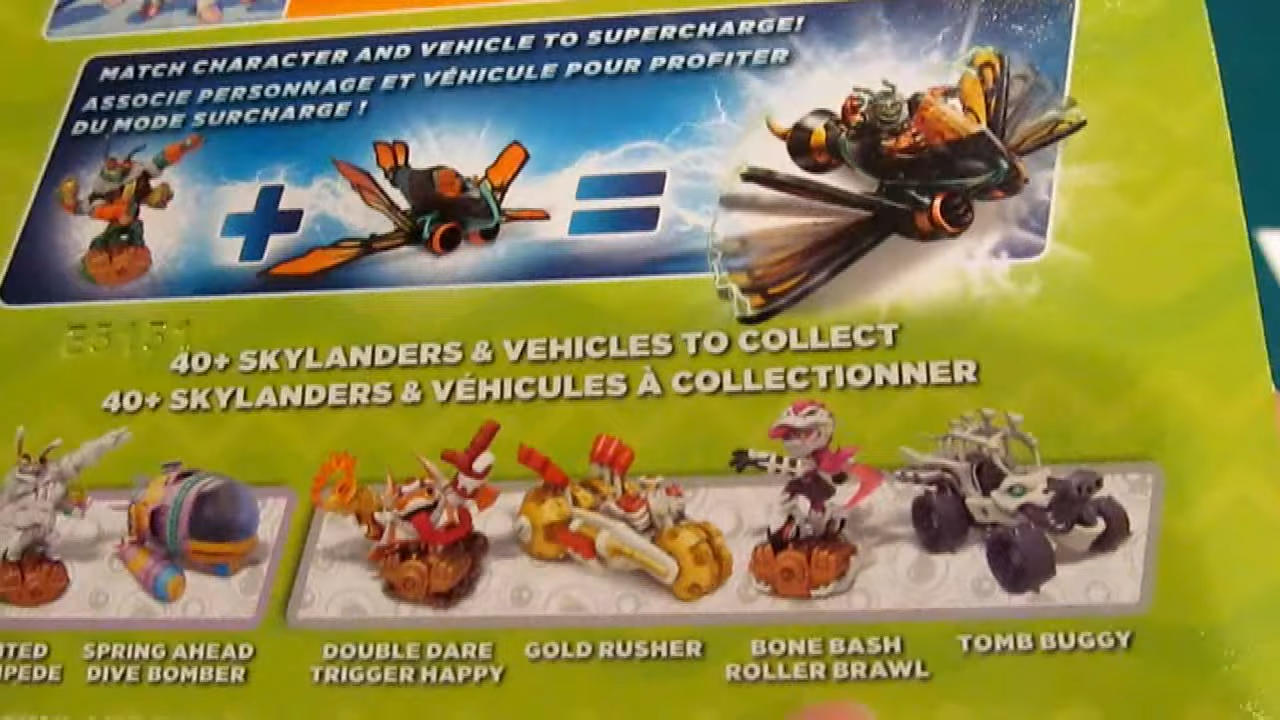 MATCH CHARACTER AND VEHICLE TO SUPERCHARGE!
ASSOCIE PERSONNAGE ET VÉHICULE POUR PROFITER
DU MODE SURCHARGE !
40+ SKYLANDERS & VEHICLES TO COLLECT
40+ SKYLANDERS & VÉHICULES À COLLECTIONNER
SPRING AHEAD
DIVE BOMBER
DOUBLE DARE
TRIGGER HAPPY
GOLD RUSHER
BONE BASH
ROLLER BRAWL
TOMB BUGGY